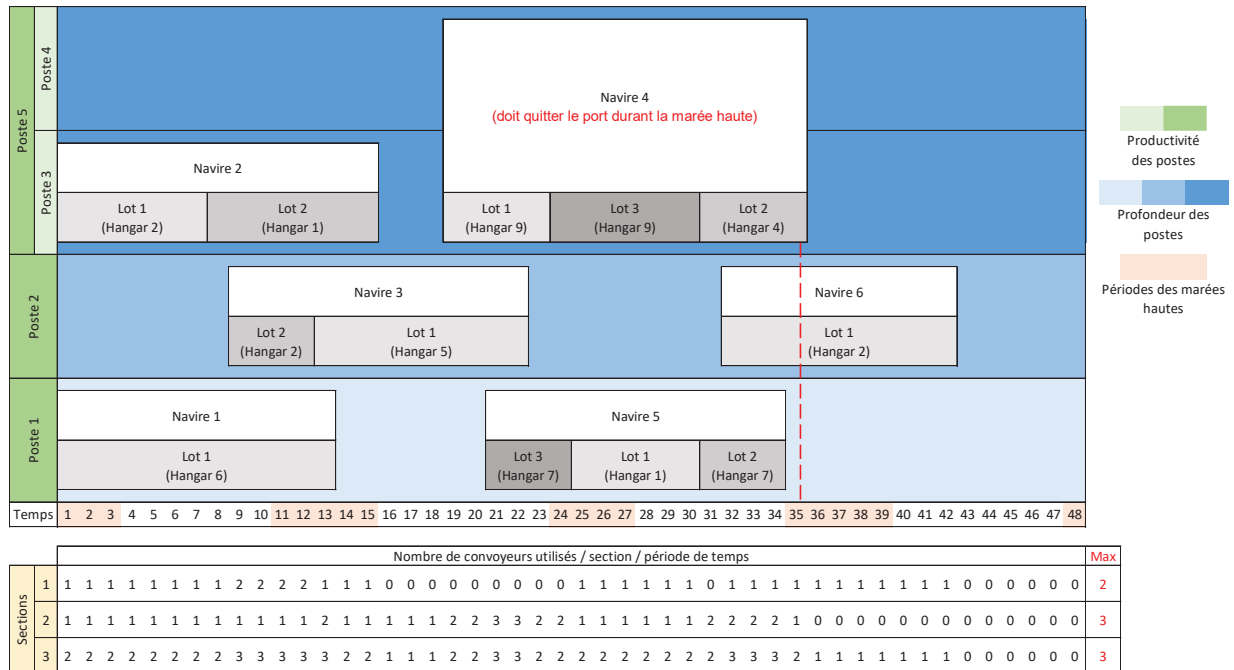 Poste 5
Poste 4
Navire 4
(doit quitter le port durant la marée haute)
Productivité
des postes
Poste 3
Navire 2
Lot 1
(Hangar 2)
Lot 2
(Hangar 1)
Lot 1
(Hangar 9)
Lot 3
(Hangar 9)
Lot 2
(Hangar 4)
Profondeur des
postes
Poste 2
Navire 3
Lot 2
(Hangar 2)
Lot 1
(Hangar 5)
Navire 6
Lot 1
(Hangar 2)
Périodes des marées
hautes
Poste 1
Navire 1
Lot 1
(Hangar 6)
Navire 5
Lot 3
(Hangar 7)
Lot 1
(Hangar 1)
Lot 2
(Hangar 7)
Temps 1 2 3 4 5 6 7 8 9 10 11 12 13 14 15 16 17 18 19 20 21 22 23 24 25 26 27 28 29 30 31 32 33 34 35 36 37 38 39 40 41 42 43 44 45 46 47 48
Nombre de convoyeurs utilisés / section / période de temps Max
Sections
1 1 1 1 1 1 1 1 1 2 2 2 2 1 1 1 0 0 0 0 0 0 0 0 0 1 1 1 1 1 1 0 1 1 1 1 1 1 1 1 1 1 1 0 0 0 0 0 0 2
2 1 1 1 1 1 1 1 1 1 1 1 1 2 1 1 1 1 1 2 2 3 3 2 2 1 1 1 1 1 1 2 2 2 2 1 0 0 0 0 0 0 0 0 0 0 0 0 0 3
3 2 2 2 2 2 2 2 2 3 3 3 3 3 2 2 1 1 1 2 2 3 3 2 2 2 2 2 2 2 2 2 3 3 3 2 1 1 1 1 1 1 1 0 0 0 0 0 0 3